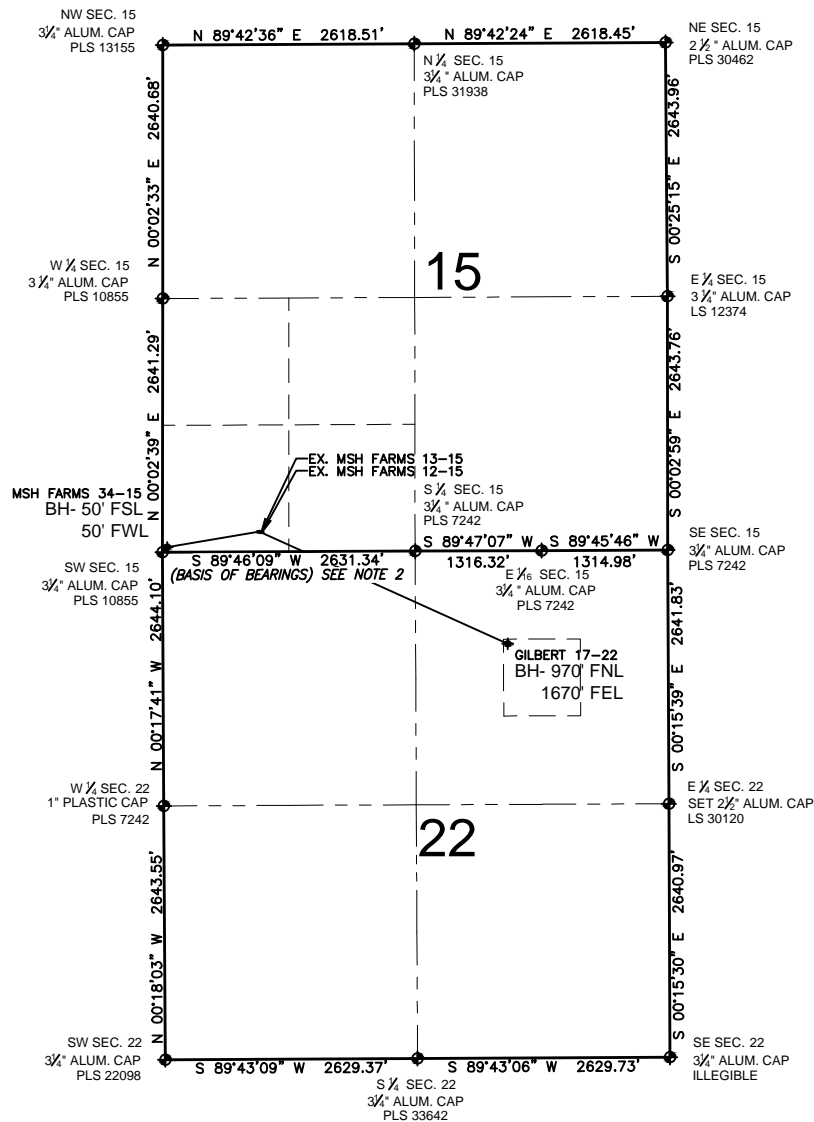 NW SEC. 15
3¼" ALUM. CAP
PLS 13155
N 89°42'36" E 2618.51'
N 89°42'24" E 2618.45'
NE SEC. 15
2 ½" ALUM. CAP
PLS 30462
N ¼ SEC. 15
3¼" ALUM. CAP
PLS 31938
N 00°02'33" E 2640.68'
S 00°25'15" E 2643.96'
W ¼ SEC. 15
3 ¼" ALUM. CAP
PLS 10855
15
E ¼ SEC. 15
3¼" ALUM. CAP
LS 12374
N 00°02'39" E 2641.29'
S 00°02'59" E 2643.76'
EX. MSH FARMS 13-15
EX. MSH FARMS 12-15
MSH FARMS 34-15
BH- 50' FSL
50' FWL
S ¼ SEC. 15
3¼" ALUM. CAP
PLS 7242
SW SEC. 15
3¼" ALUM. CAP
PLS 10855
S 89°46'09" W 2631.34'
(BASIS OF BEARINGS) SEE NOTE 2
S 89°47'07" W
1316.32'
S 89°45'46" W
1314.98'
E ⅟16 SEC. 15
3¼" ALUM. CAP
PLS 7242
SE SEC. 15
3¼" ALUM. CAP
PLS 7242
N 00°17'41" W 2644.10'
S 00°15'39" E 2641.83'
GILBERT 17-22
BH- 970' FNL
1670' FEL
W ¼ SEC. 22
1" PLASTIC CAP
PLS 7242
22
E ¼ SEC. 22
SET 2½" ALUM. CAP
LS 30120
N 00°18'03" W 2643.55'
S 00°15'30" E 2640.97'
SW SEC. 22
3¼" ALUM. CAP
PLS 22098
S 89°43'09" W 2629.37'
S 89°43'06" W 2629.73'
S ¼ SEC. 22
3¼" ALUM. CAP
PLS 33642
SE SEC. 22
3¼" ALUM. CAP
ILLEGIBLE